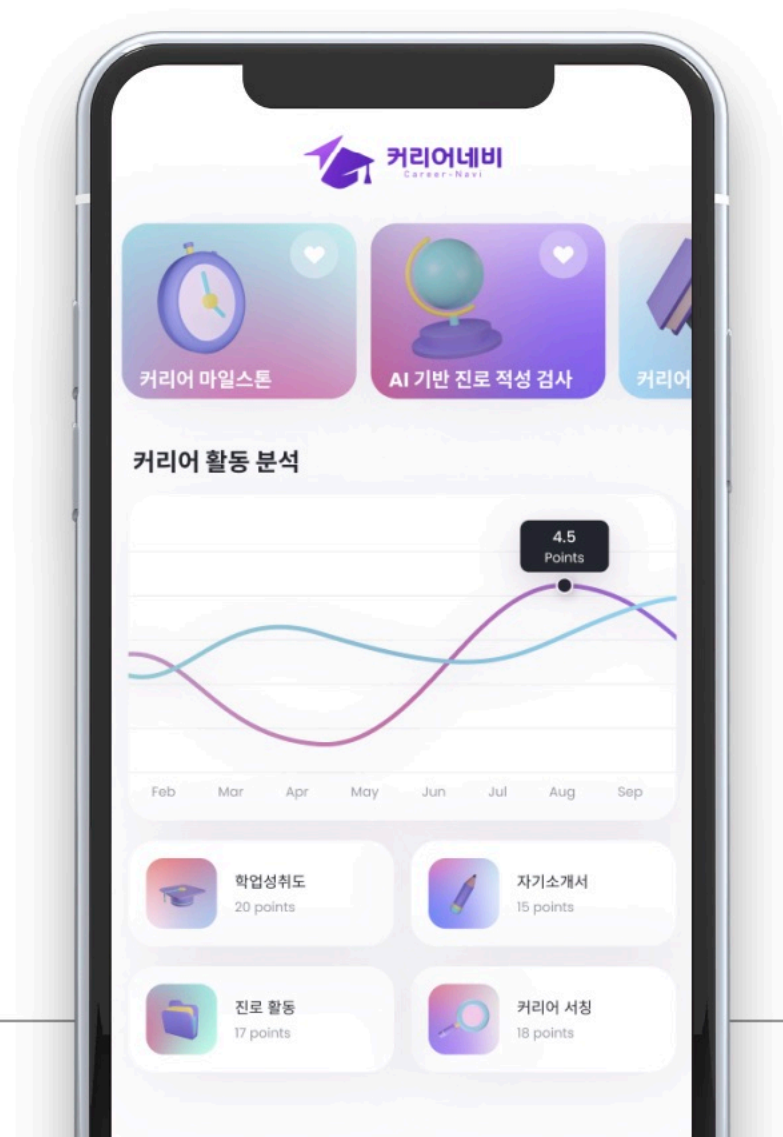 커리어네비
Career-Navi
커리어 마일스톤
AI 기반 진로 적성 검사
커리어
커리어 활동 분석
4.5
Points
Feb Mar Apr May Jun Jul Aug Sep
학업성취도
20 points
자기소개서
15 points
진로 활동
17 points
커리어 서칭
18 points